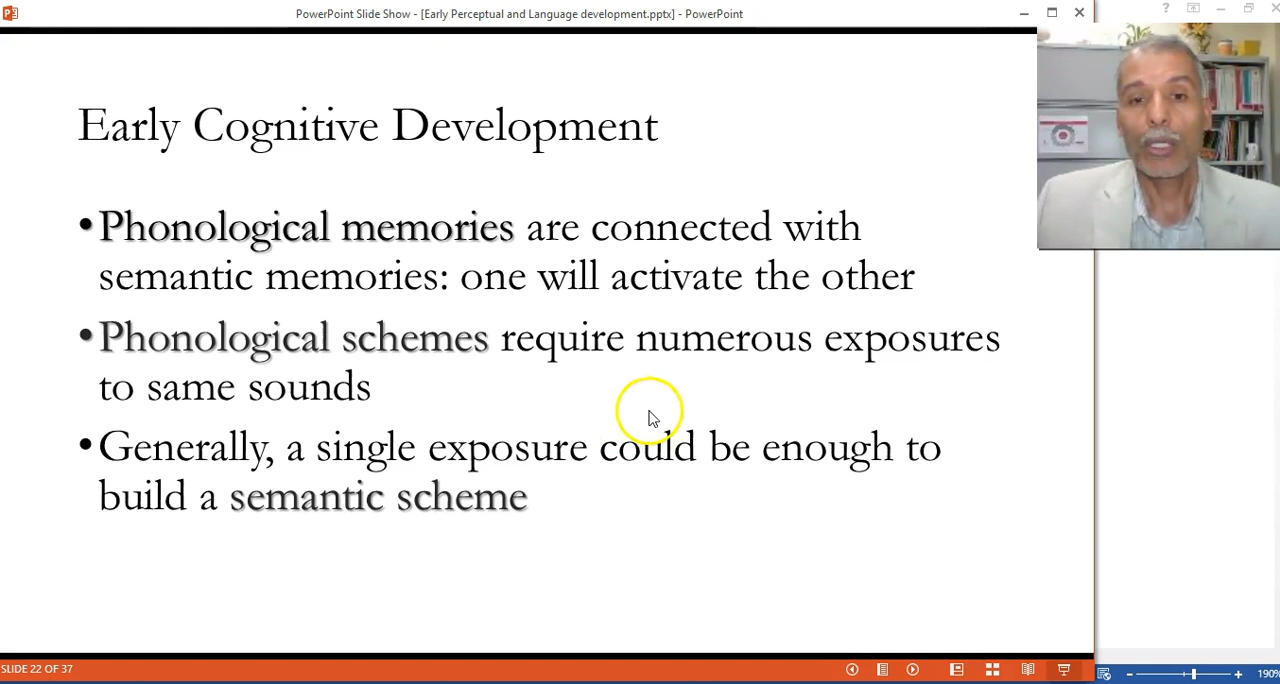 PowerPoint Slide Show - [Early Perceptual and Language development.pptx] - PowerPoint
Early Cognitive Development
•Phonological memories are connected with
semantic memories: one will activate the other
•Phonological schemes require numerous exposures
to same sounds
•Generally, a single exposure could be enough to
build a semantic scheme
SLIDE 22 OF 37
190%